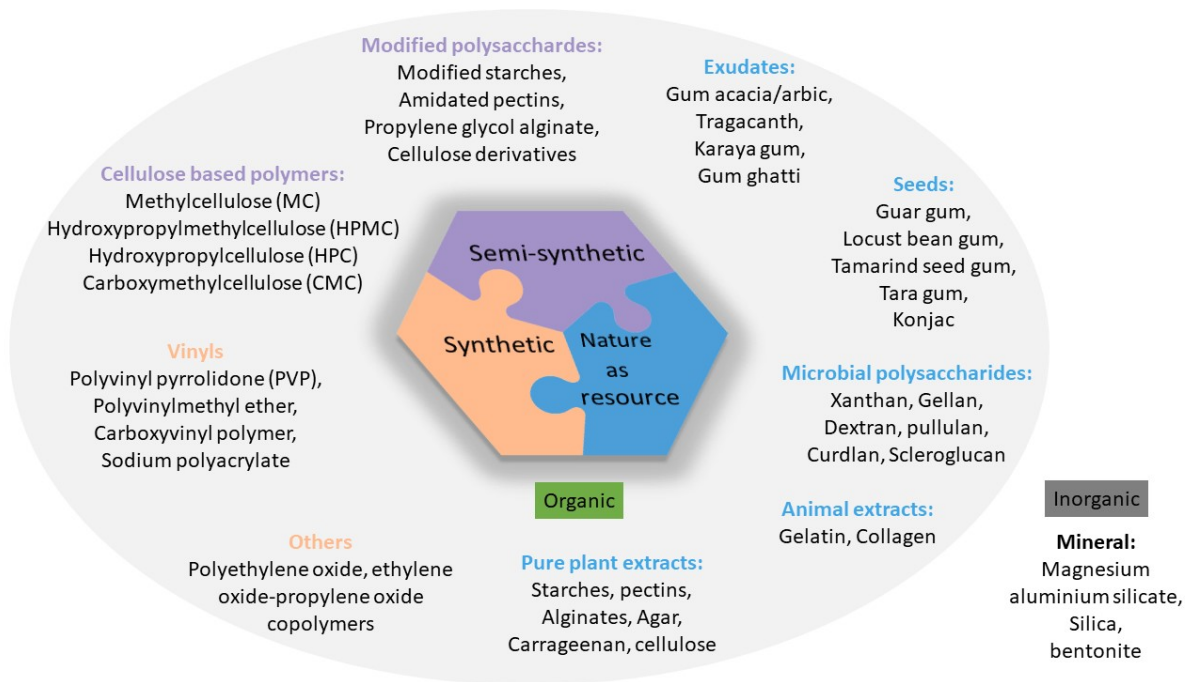 Modified polysacchardes:
Modified starches,
Amidated pectins,
Propylene glycol alginate,
Cellulose derivatives
Exudates:
Gum acacia/arbic,
Tragacanth,
Karaya gum,
Gum ghatti
Cellulose based polymers:
Methylcellulose (MC)
Hydroxypropylmethylcellulose (HPMC)
Hydroxypropylcellulose (HPC)
Carboxymethylcellulose (CMC)
Seeds:
Guar gum,
Locust bean gum,
Tamarind seed gum,
Tara gum,
Konjac
Semi-synthetic
Synthetic
Nature
as
resource
Vinyls
Polyvinyl pyrrolidone (PVP),
Polyvinylmethyl ether,
Carboxyvinyl polymer,
Sodium polyacrylate
Microbial polysaccharides:
Xanthan, Gellan,
Dextran, pullulan,
Curdlan, Scleroglucan
Organic
Animal extracts:
Gelatin, Collagen
Others
Polyethylene oxide, ethylene
oxide-propylene oxide
copolymers
Pure plant extracts:
Starches, pectins,
Alginates, Agar,
Carrageenan, cellulose
Inorganic
Mineral:
Magnesium
aluminium silicate,
Silica,
bentonite